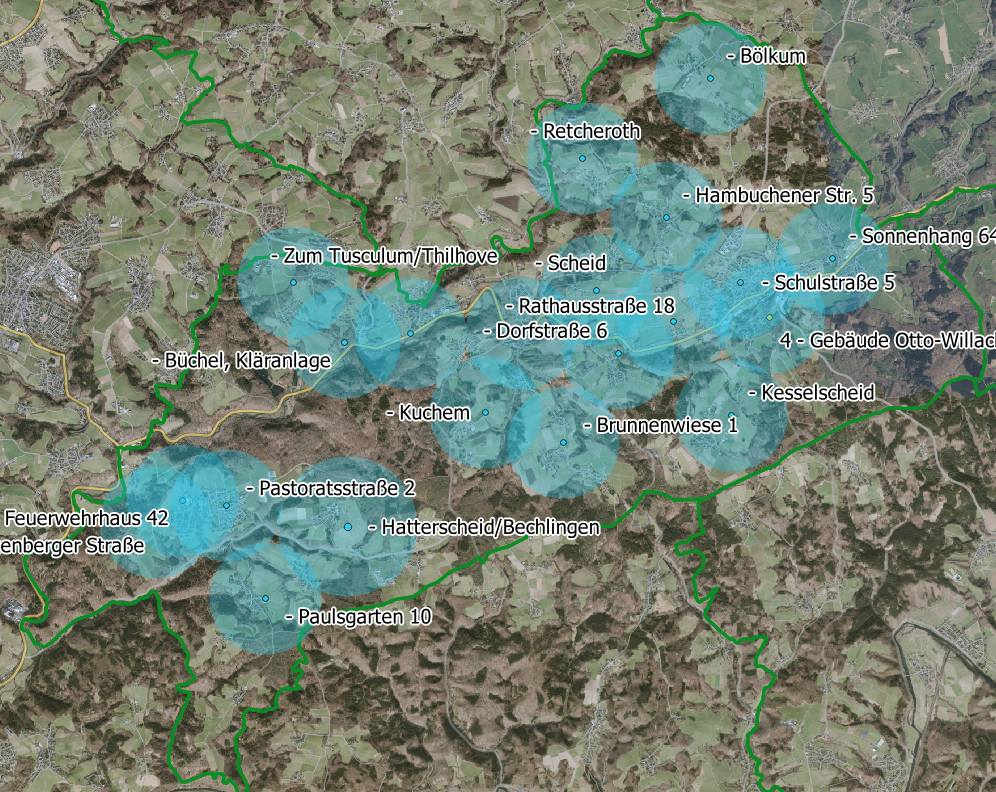 - Bölkum
- Retcheroth
- Hambuchener Str. 5
- Sonnenhang 64
- Zum Tusculum/Thilhove
- Scheid
- Schulstraße 5
- Rathausstraße 18
- Dorfstraße 6
4 - Gebäude Otto-Willach
- Büchel, Kläranlage
- Kesselscheid
- Kuchem
- Brunnenwiese 1
- Pastoratsstraße 2
Feuerwehrhaus 42
- Hatterscheid/Bechlingen
enberger Straße
- Paulsgarten 10